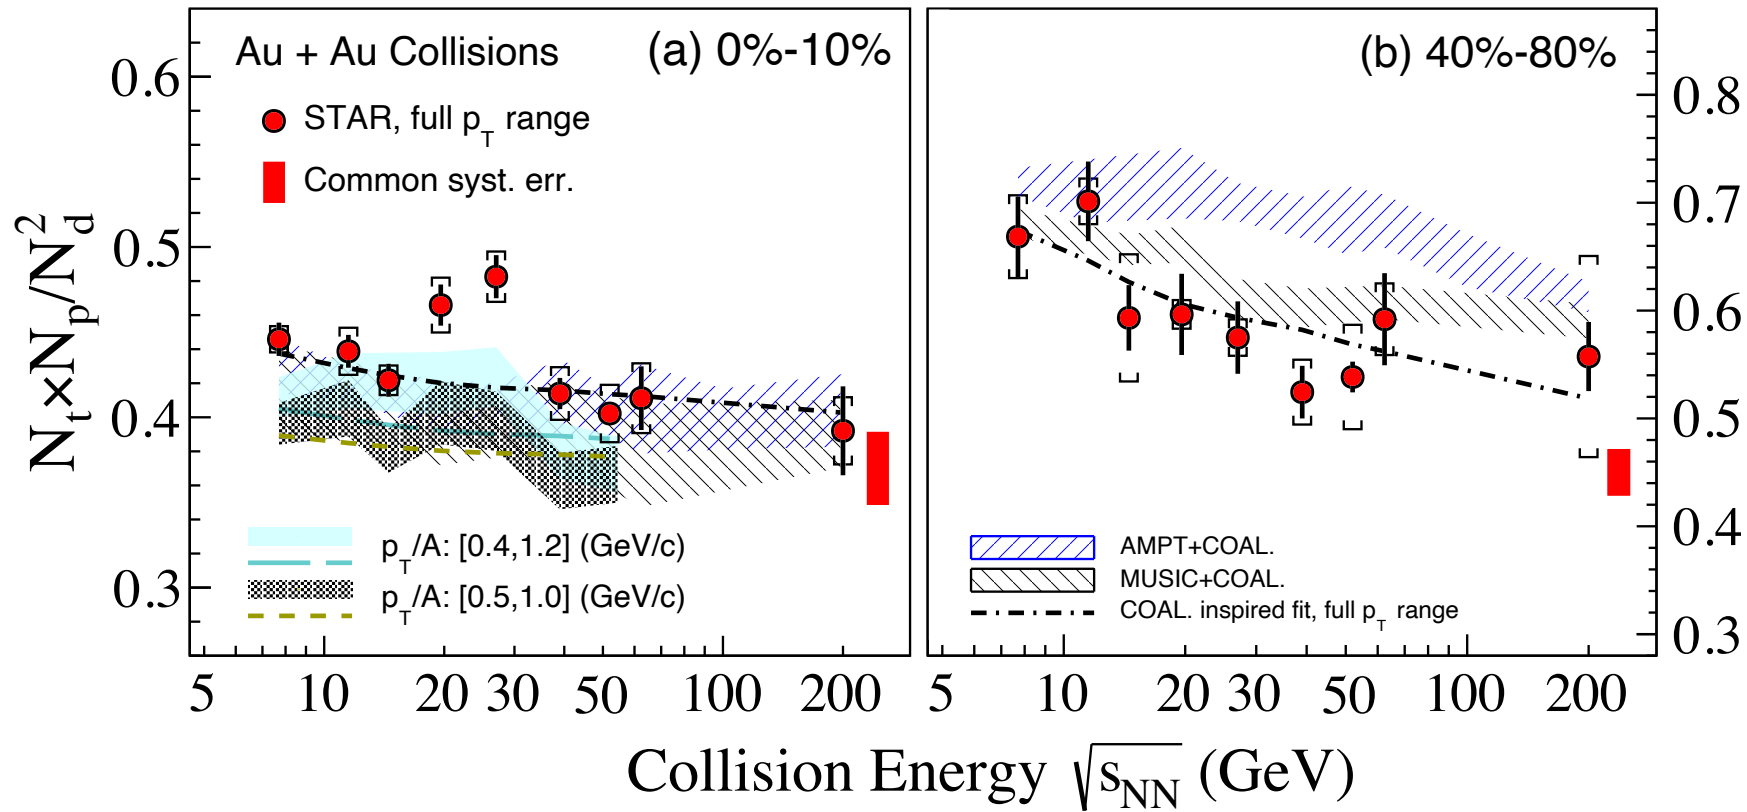 Au + Au Collisions
(a) 0%-10%
STAR, full p_T range
Common syst. err.
N_t×N_p/N_d^2
0.6
0.5
0.4
0.3
p_T/A: [0.4,1.2] (GeV/c)
p_T/A: [0.5,1.0] (GeV/c)
5 10 20 30 50 100 200
(b) 40%-80%
0.8
0.7
0.6
0.5
0.4
0.3
AMPT+COAL.
MUSIC+COAL.
COAL. inspired fit, full p_T range
5 10 20 30 50 100 200
Collision Energy √s_NN (GeV)